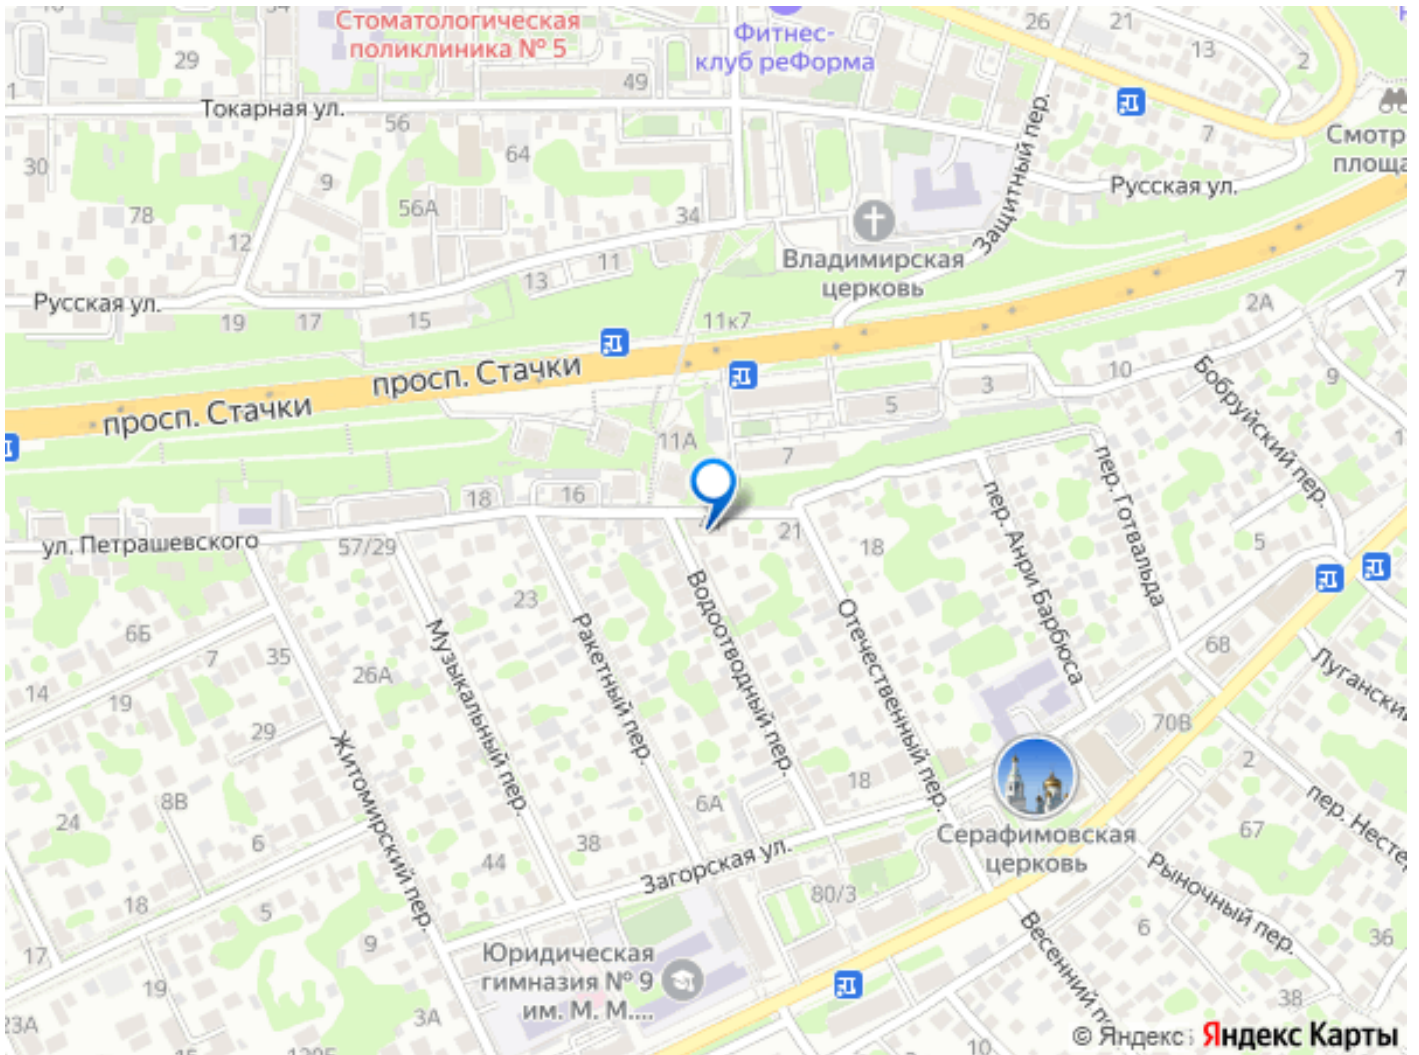 34
Стоматологическая
поликлиника № 5
Фитнес-
клуб реФорма
26
21
13
2
29
49
1
Токарная ул.
56
64
7
Смотр
площа
30
9
Защитный пер.
Русская ул.
56А
34
78
12
Владимирская
церковь
11
13
Русская ул.
19
17
15
11к7
2А
7
просп. Стачки
просп. Стачки
3
10
9
Бобруйский пер.
5
11А
7
1
пер. Готвальда
пер. Анри Барбюса
18
16
21
18
5
ул. Петрашевского
57/29
Водоотводный пер.
23
Отечественный пер.
Ракетный пер.
Музыкальный пер.
6Б
7
35
26А
68
14
19
29
Луганский
70В
Житомирский пер.
2
18
8В
6А
пер. Несте
24
6
38
Серафимовская
церковь
67
44
Загорская ул.
80/3
Рыночный пер.
18
5
Весенний п
6
36
17
9
Юридическая
гимназия № 9
им. М. М....
19
38
23А
3А
10
© Яндекс Яндекс Карты